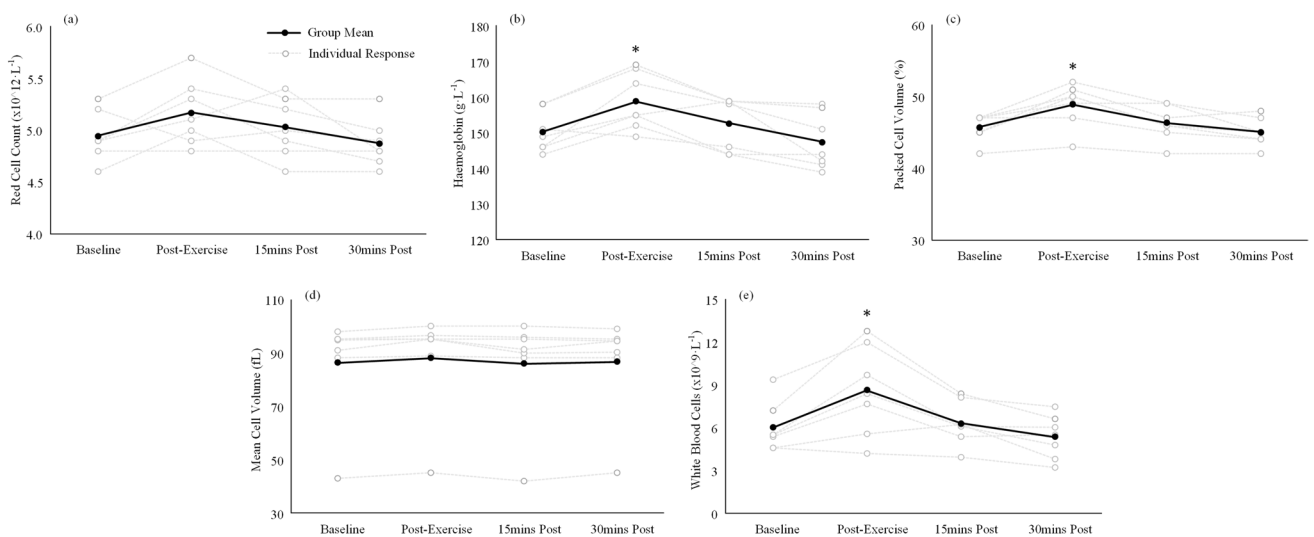 (a)
6.0
5.5
5.0
4.5
4.0
Red Cell Count (x10^12·L⁻¹)
Group Mean
Individual Response
Baseline Post-Exercise 15mins Post 30mins Post
(b)
180
170
160
150
140
130
120
Haemoglobin (g·L⁻¹)
*
Baseline Post-Exercise 15mins Post 30mins Post
(c)
60
50
40
30
Packed Cell Volume (%)
*
Baseline Post-Exercise 15mins Post 30mins Post
(d)
110
90
70
50
30
Mean Cell Volume (fL)
Baseline Post-Exercise 15mins Post 30mins Post
(e)
15
12
9
6
3
0
White Blood Cells (x10^9·L⁻¹)
*
Baseline Post-Exercise 15mins Post 30mins Post